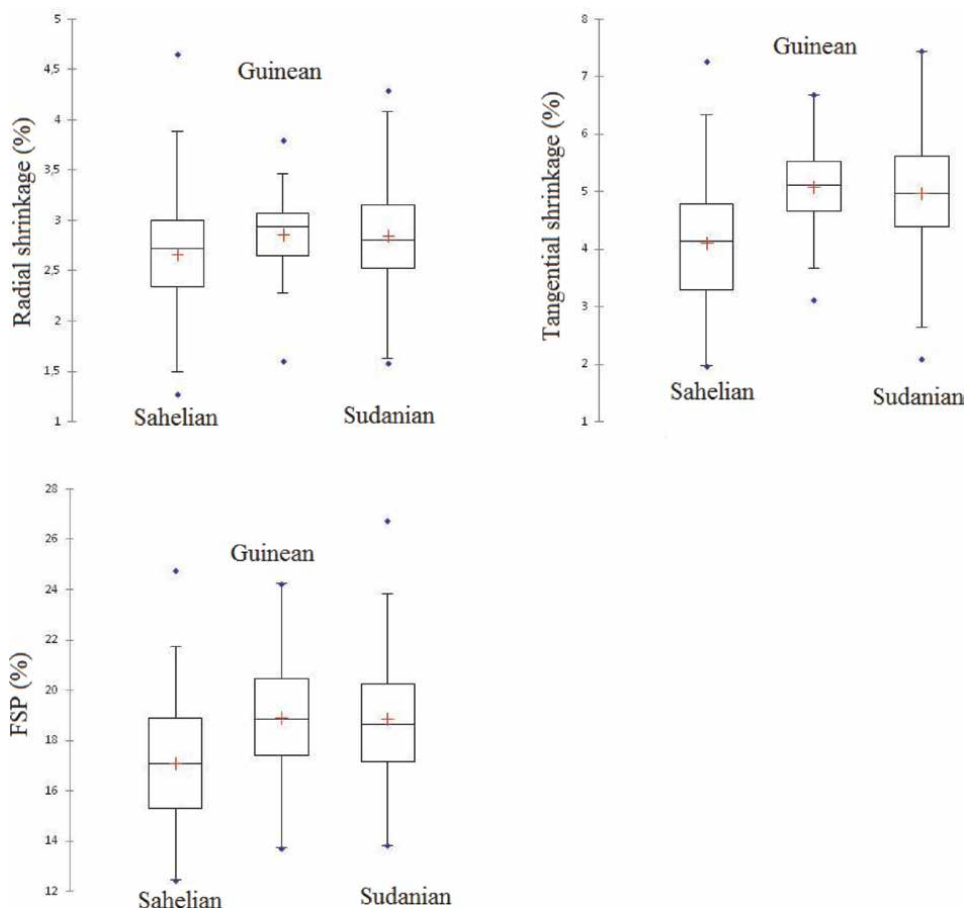 Radial shrinkage (%)
5
4,5
4
3,5
3
2,5
2
1,5
1
Guinean
Sahelian
Sudanian
Tangential shrinkage (%)
8
7
6
5
4
3
2
1
Guinean
Sahelian
Sudanian
FSP (%)
28
26
24
22
20
18
16
14
12
Guinean
Sahelian
Sudanian